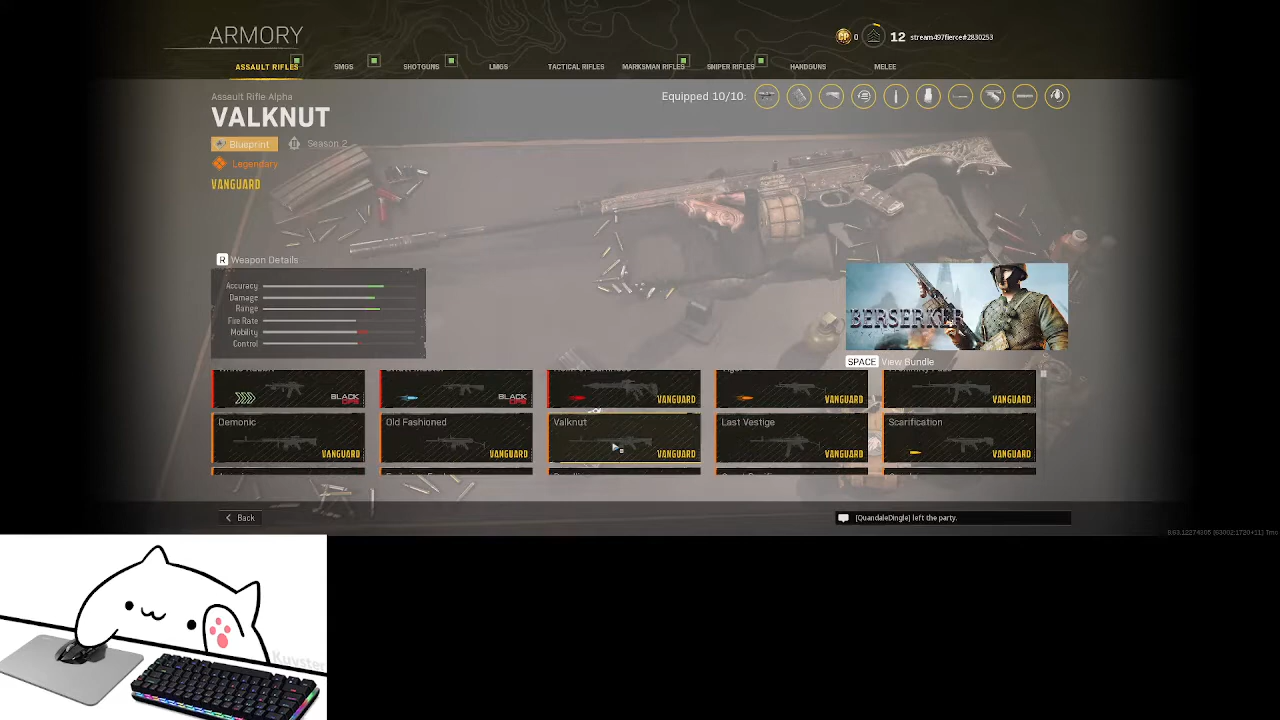 ARMORY
0 12 stream497fierce#2830253
ASSAULT RIFLES SMGS SHOTGUNS LMGS TACTICAL RIFLES MARKSMAN RIFLES SNIPER RIFLES HANDGUNS MELEE
Assault Rifle Alpha
Equipped 10/10:
VALKNUT
Blueprint Season 2
Legendary
VANGUARD
R Weapon Details
Accuracy
Damage
Range
Fire Rate
Mobility
Control
BERSERKER
SPACE View Bundle
BLACK OPS BLACK OPS VANGUARD VANGUARD VANGUARD
Demonic Old Fashioned Valknut Last Vestige Scarification
VANGUARD VANGUARD VANGUARD VANGUARD VANGUARD
Back
[QuandaleDingle] left the party.
Kuyster